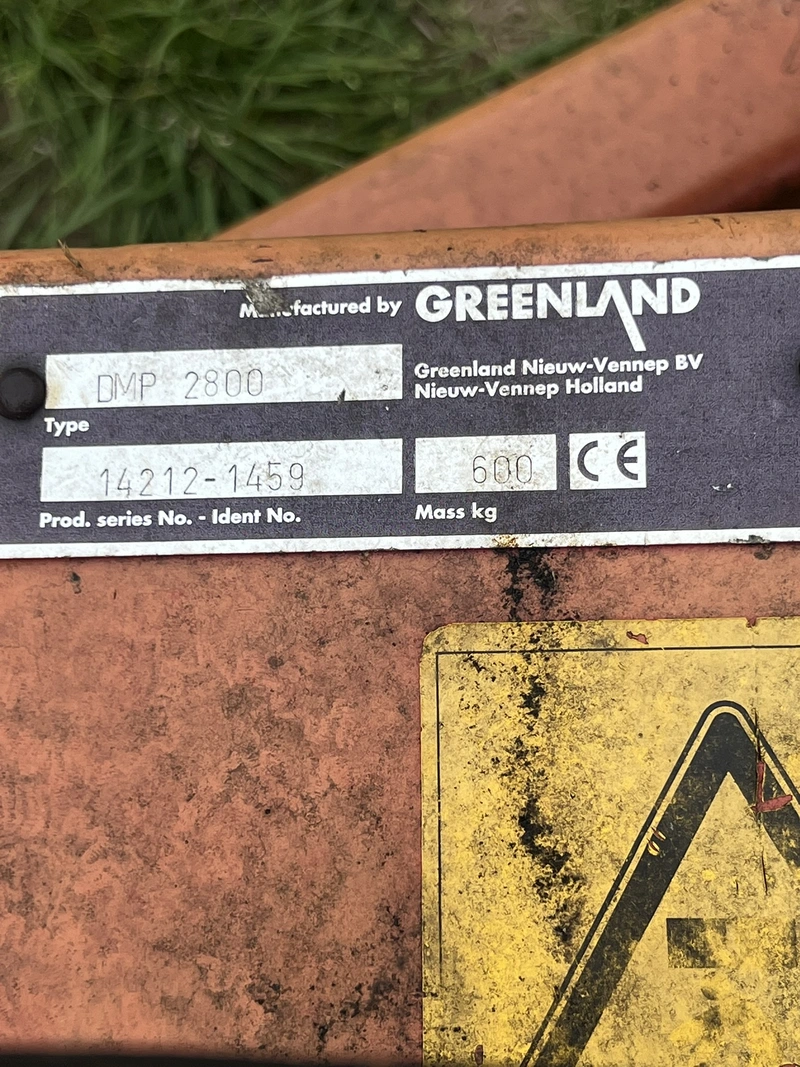 Manufactured by GREENLAND
DMP 2800
Greenland Nieuw-Vennep BV
Nieuw-Vennep Holland
Type
14212-1459
600
CE
Prod. series No. - Ident No.
Mass kg